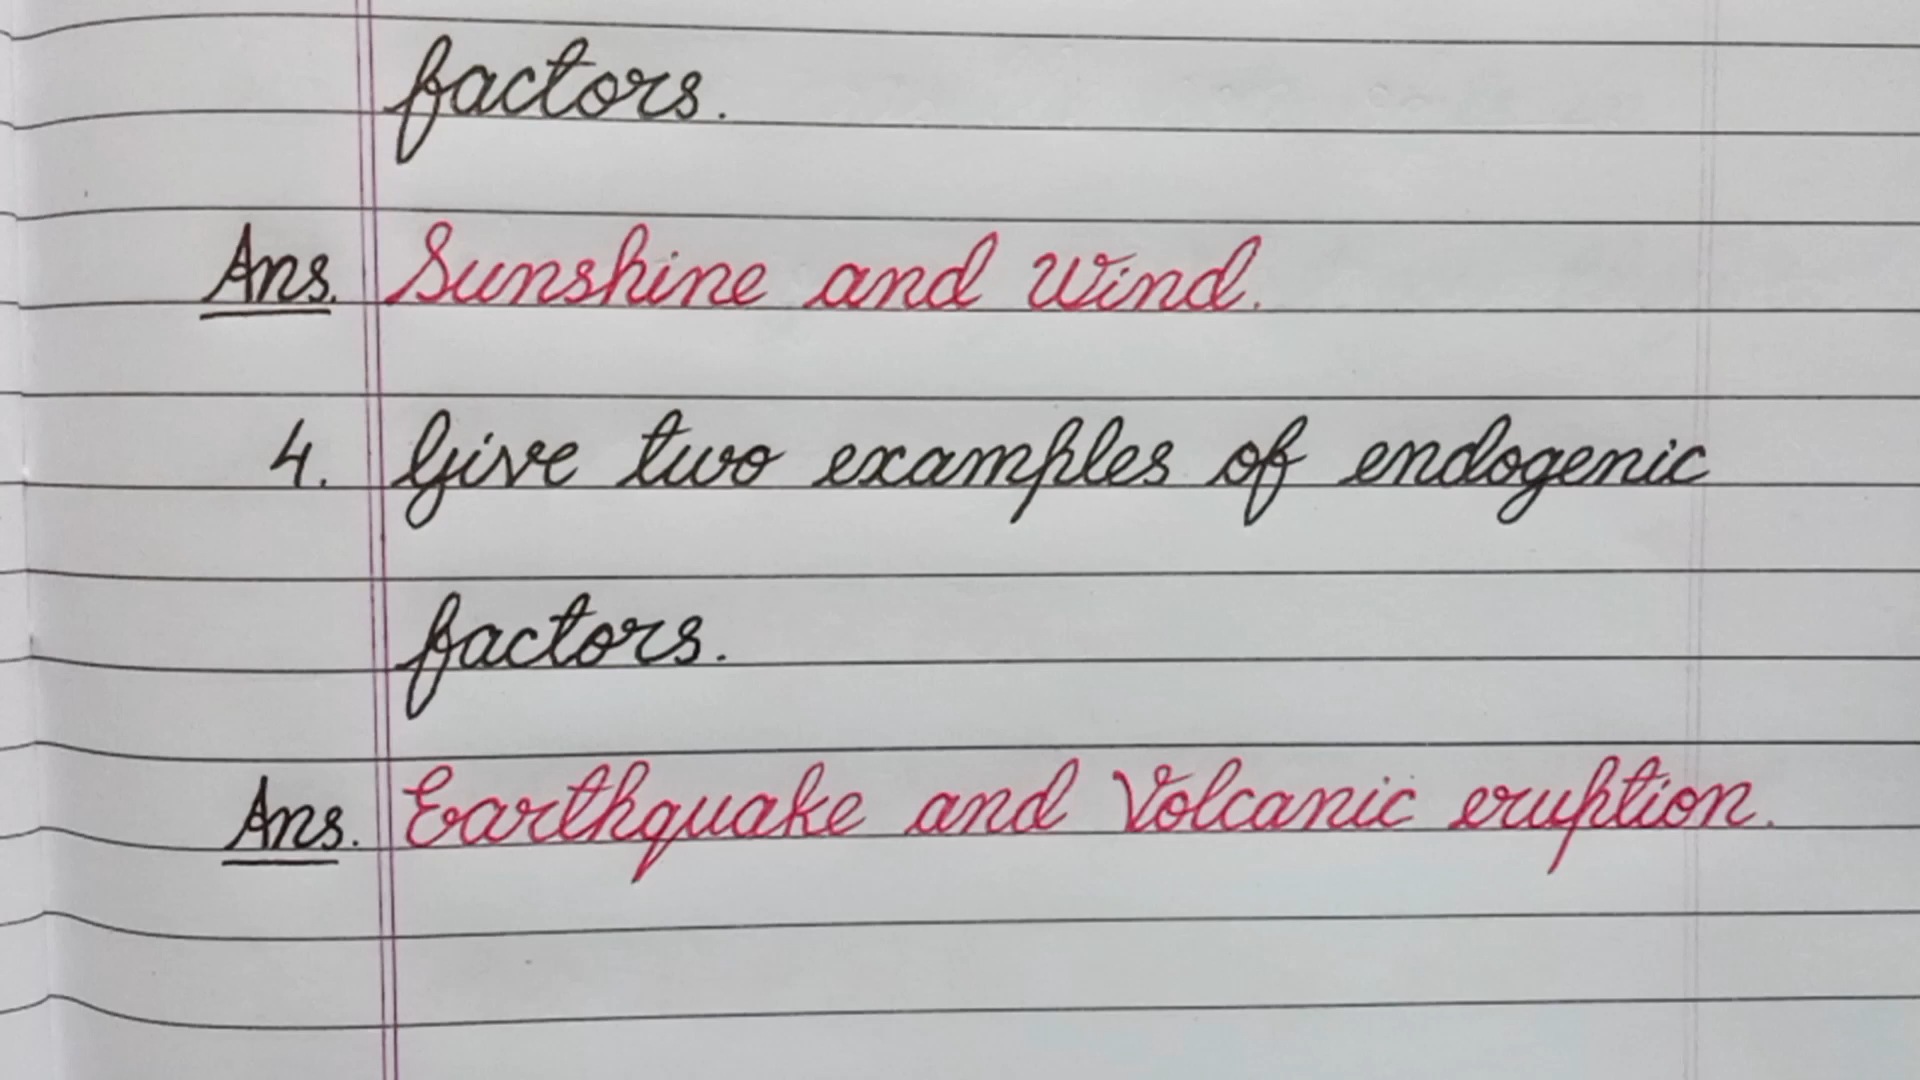 factors.
Ans. Sunshine and Wind.
4. Give two examples of endogenic
factors.
Ans. Earthquake and Volcanic eruption.